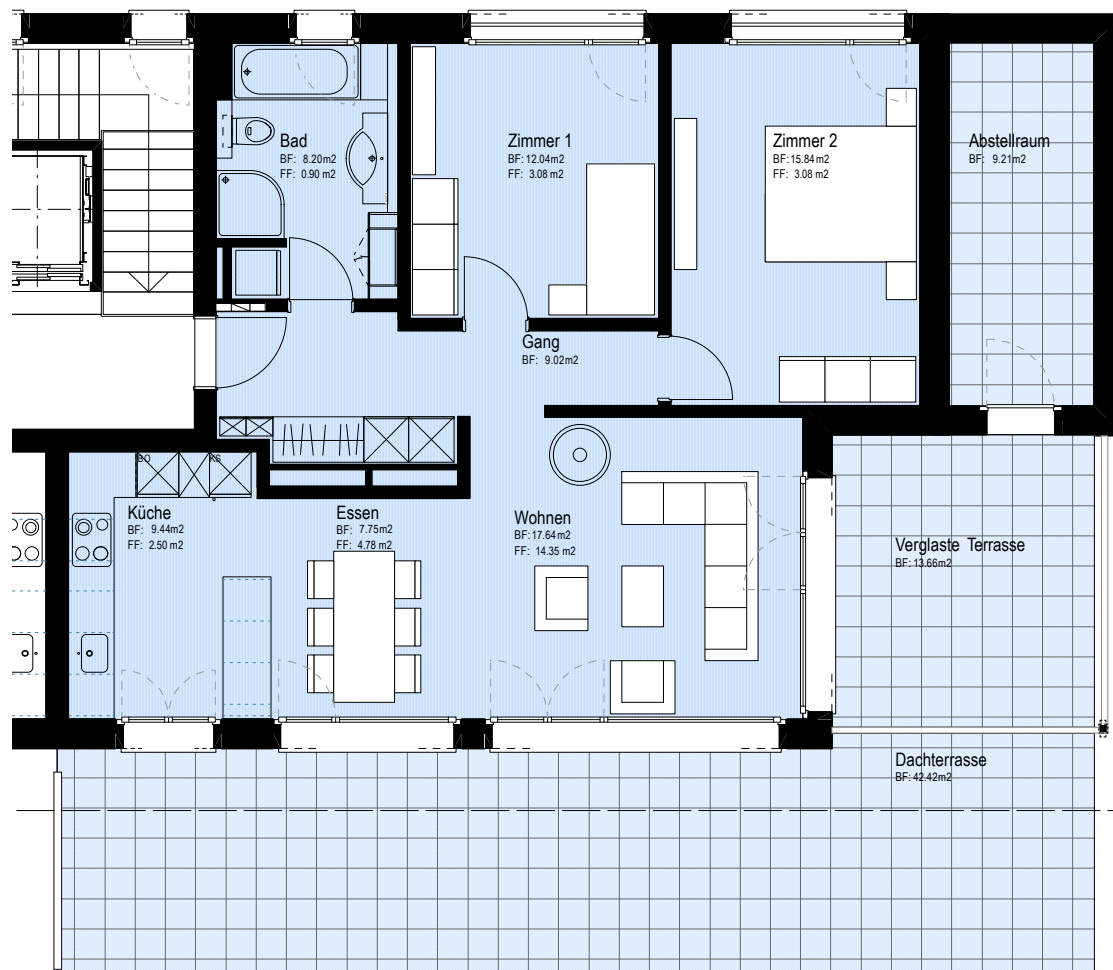 Bad
BF: 8.20m2
FF: 0.90 m2
Zimmer 1
BF: 12.04m2
FF: 3.08 m2
Zimmer 2
BF: 15.84m2
FF: 3.08 m2
Abstellraum
BF: 9.21m2
Gang
BF: 9.02m2
BO
KS
Küche
BF: 9.44m2
FF: 2.50 m2
Essen
BF: 7.75m2
FF: 4.78 m2
Wohnen
BF: 17.64m2
FF: 14.35 m2
Verglaste Terrasse
BF: 13.66m2
Dachterrasse
BF: 42.42m2